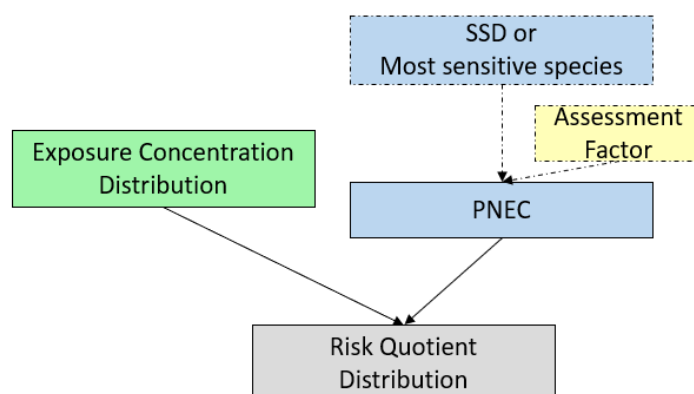 SSD or
Most sensitive species
Assessment
Factor
Exposure Concentration
Distribution
PNEC
Risk Quotient
Distribution